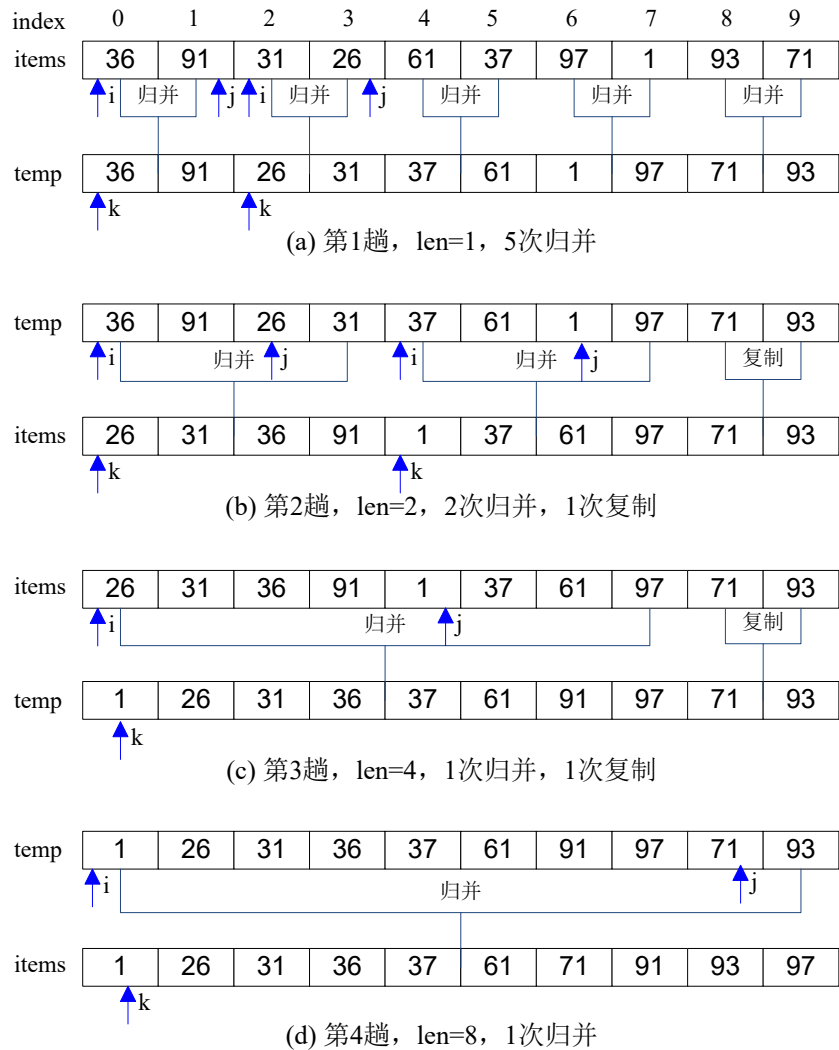 index 0 1 2 3 4 5 6 7 8 9
items 36 91 31 26 61 37 97 1 93 71
i 归并 j i 归并 j 归并 归并 归并
temp 36 91 26 31 37 61 1 97 71 93
k k
(a) 第1趟，len=1，5次归并
temp 36 91 26 31 37 61 1 97 71 93
i 归并 j i 归并 j 复制
items 26 31 36 91 1 37 61 97 71 93
k k
(b) 第2趟，len=2，2次归并，1次复制
items 26 31 36 91 1 37 61 97 71 93
i 归并 j 复制
temp 1 26 31 36 37 61 91 97 71 93
k
(c) 第3趟，len=4，1次归并，1次复制
temp 1 26 31 36 37 61 91 97 71 93
i 归并 j
items 1 26 31 36 37 61 71 91 93 97
k
(d) 第4趟，len=8，1次归并